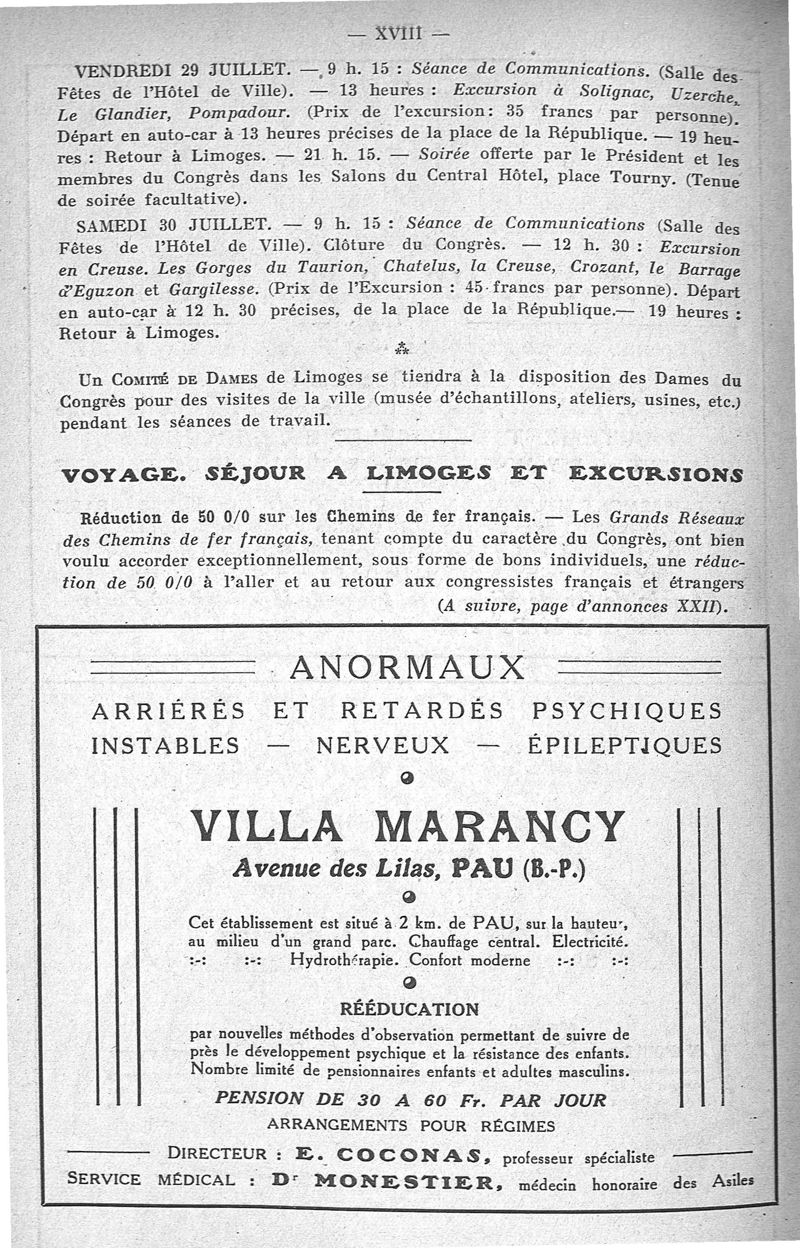 — XVIII —
VENDREDI 29 JUILLET. — 9 h. 15 : Séance de Communications. (Salle des
Fêtes de l'Hôtel de Ville). — 13 heures : Excursion à Solignac, Uzerche,
Le Glandier, Pompadour. (Prix de l'excursion : 35 francs par personne).
Départ en auto-car à 13 heures précises de la place de la République. — 19 heu-
res : Retour à Limoges. — 21 h. 15. — Soirée offerte par le Président et les
membres du Congrès dans les Salons du Central Hôtel, place Tourny. (Tenue
de soirée facultative).
SAMEDI 30 JUILLET. — 9 h. 15 : Séance de Communications (Salle des
Fêtes de l'Hôtel de Ville). Clôture du Congrès. — 12 h. 30 : Excursion
en Creuse. Les Gorges du Taurion, Chatelus, la Creuse, Crozant, le Barrage
d'Eguzon et Gargilesse. (Prix de l'Excursion : 45 francs par personne). Départ
en auto-car à 12 h. 30 précises, de la place de la République.— 19 heures :
Retour à Limoges.
⁂
Un COMITÉ DE DAMES de Limoges se tiendra à la disposition des Dames du
Congrès pour des visites de la ville (musée d'échantillons, ateliers, usines, etc.)
pendant les séances de travail.
VOYAGE. SÉJOUR A LIMOGES ET EXCURSIONS
Réduction de 50 0/0 sur les Chemins de fer français. — Les Grands Réseaux
des Chemins de fer français, tenant compte du caractère du Congrès, ont bien
voulu accorder exceptionnellement, sous forme de bons individuels, une réduc-
tion de 50 0/0 à l'aller et au retour aux congressistes français et étrangers
(A suivre, page d'annonces XXII).
ANORMAUX
ARRIÉRÉS ET RETARDÉS PSYCHIQUES
INSTABLES — NERVEUX — ÉPILEPTIQUES
VILLA MARANCY
Avenue des Lilas, PAU (B.-P.)
Cet établissement est situé à 2 km. de PAU, sur la hauteur,
au milieu d'un grand parc. Chauffage central. Electricité.
:-: :-: Hydrothérapie. Confort moderne :-: :-:
RÉÉDUCATION
par nouvelles méthodes d'observation permettant de suivre de
près le développement psychique et la résistance des enfants.
Nombre limité de pensionnaires enfants et adultes masculins.
PENSION DE 30 A 60 Fr. PAR JOUR
ARRANGEMENTS POUR RÉGIMES
DIRECTEUR : E. COCONAS, professeur spécialiste
SERVICE MÉDICAL : Dr MONESTIER, médecin honoraire des Asiles